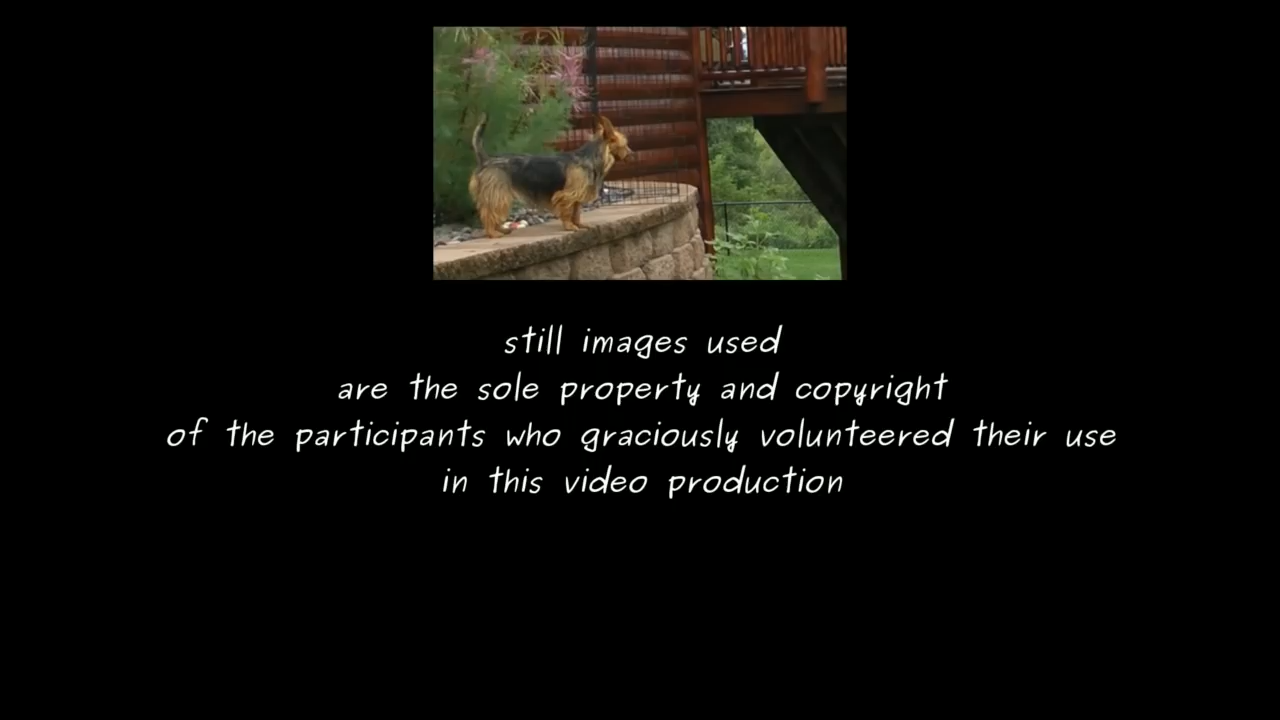 still images used
are the sole property and copyright
of the participants who graciously volunteered their use
in this video production